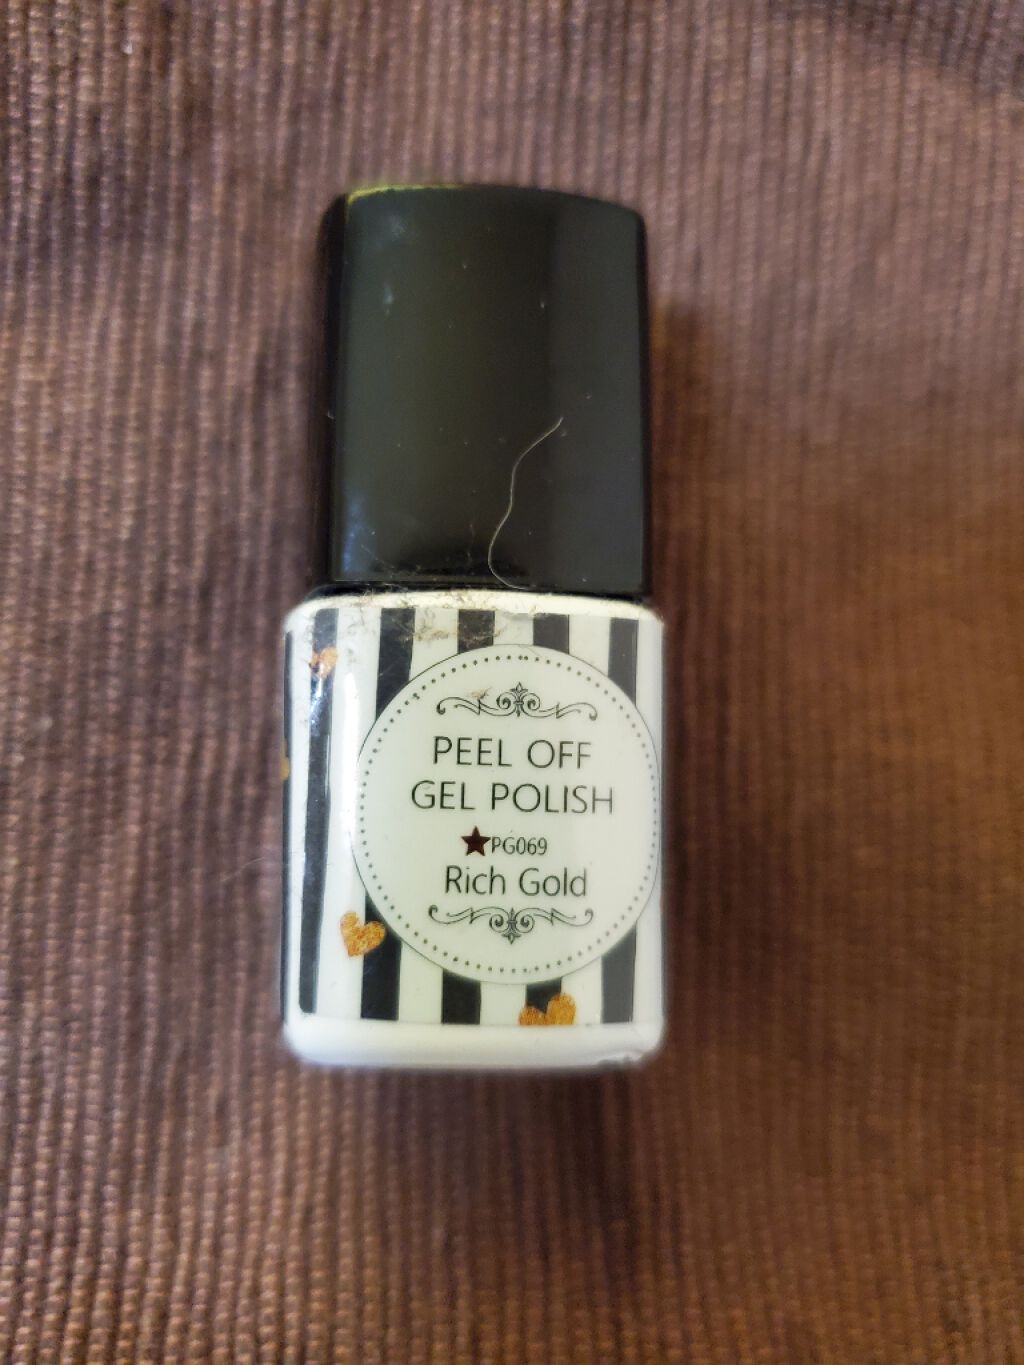 PEEL OFF
GEL POLISH
★PG069
Rich Gold